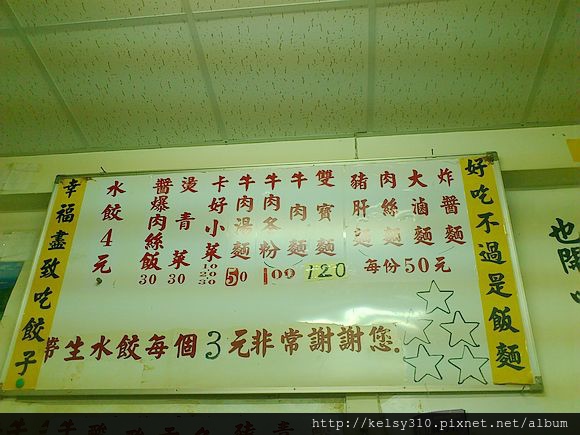 好吃不過是飯麵
炸醬麵
大滷麵
肉絲麵
豬肝麵
每份50元
雙寶麵 120
牛肉麵
牛肉冬粉 100
牛肉湯麵 50
卡好小菜 10 20 30
燙青菜 30
醬爆肉絲飯 30
水餃4元
生水餃每個3元非常謝謝您.
幸福盡致吃餃子
http://kelsy310.pixnet.net/album